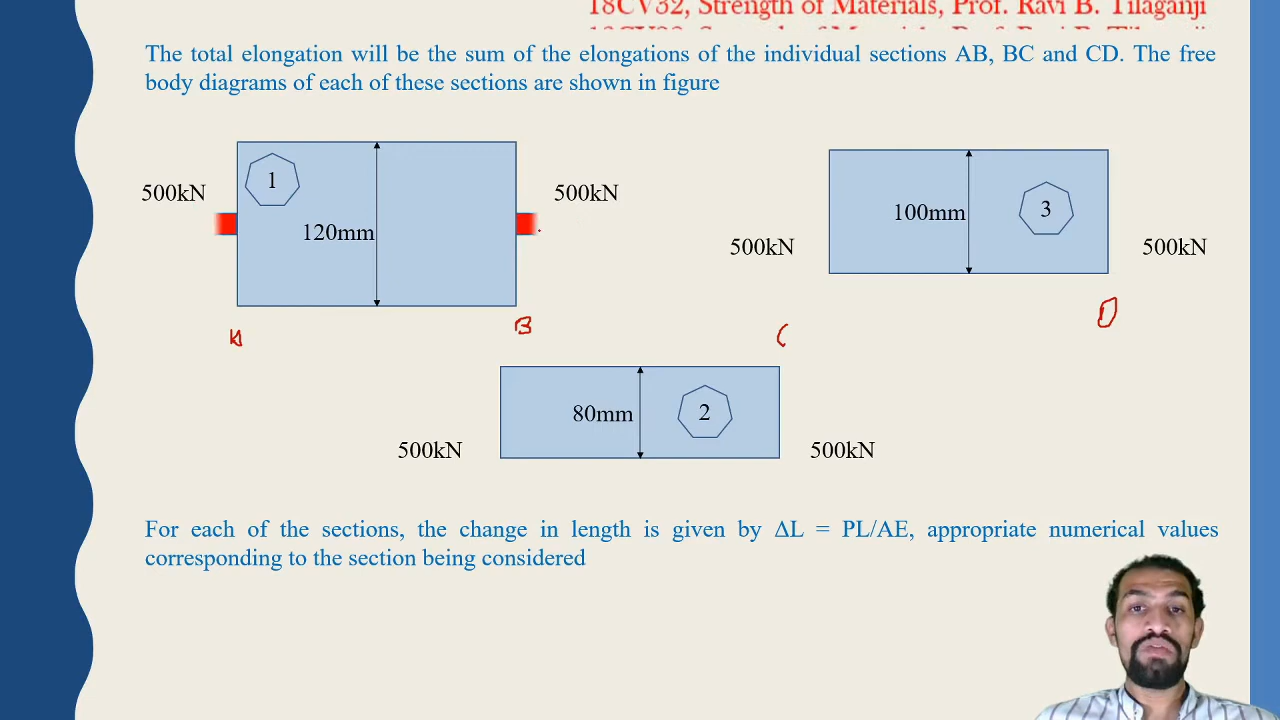 18CV32, Strength of Materials, Prof. Ravi B. Tilaganji
The total elongation will be the sum of the elongations of the individual sections AB, BC and CD. The free
body diagrams of each of these sections are shown in figure
500kN
1
120mm
500kN
A
B
500kN
100mm
3
500kN
C
D
500kN
80mm
2
500kN
For each of the sections, the change in length is given by ΔL = PL/AE, appropriate numerical values
corresponding to the section being considered